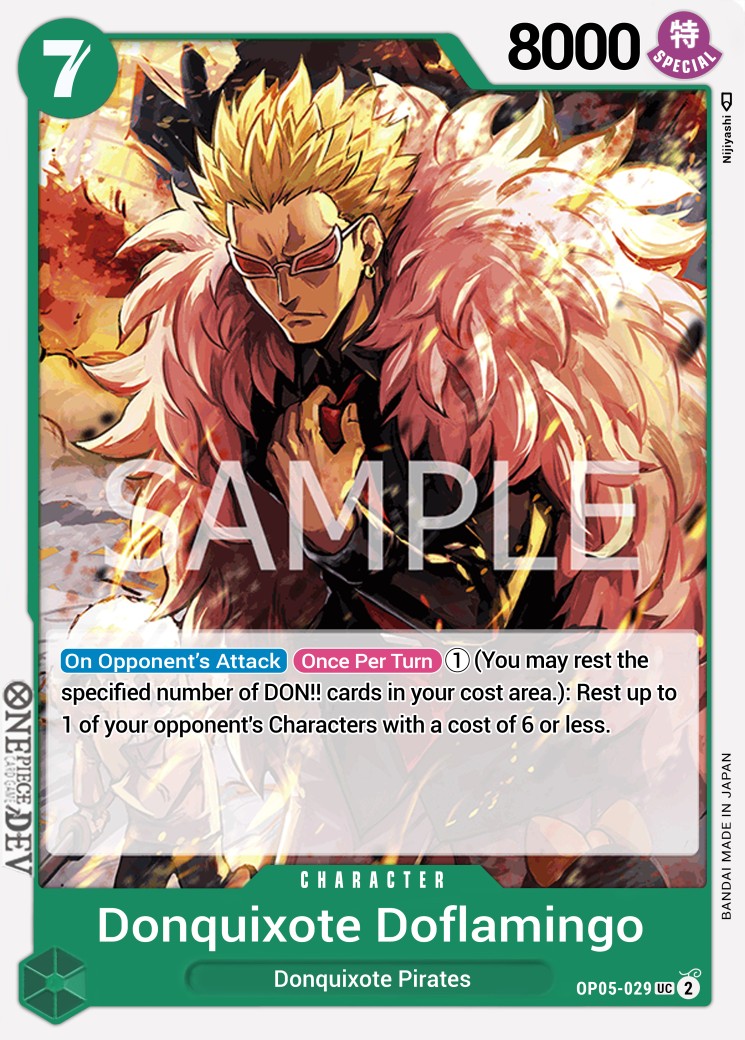 7
8000
特
SPECIAL
Nijiyashi
SAMPLE
On Opponent's Attack Once Per Turn ① (You may rest the
specified number of DON!! cards in your cost area.): Rest up to
1 of your opponent's Characters with a cost of 6 or less.
ONE PIECE
CARD GAME
DEV
BANDAI MADE IN JAPAN
CHARACTER
Donquixote Doflamingo
Donquixote Pirates
OP05-029 UC 2